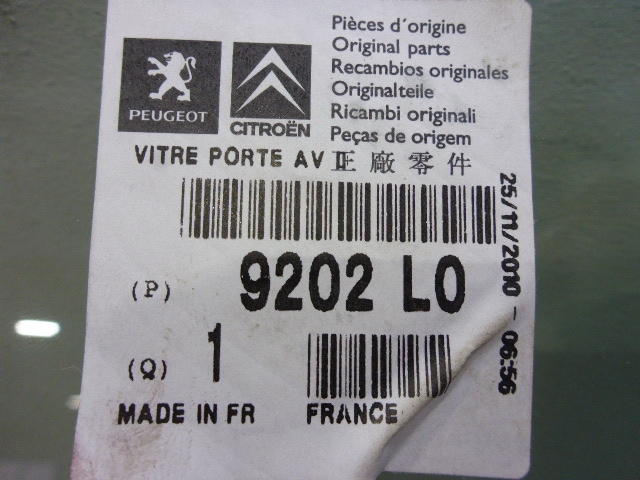 PEUGEOT
CITROËN
Pièces d'origine
Original parts
Recambios originales
Originalteile
Ricambi originali
Peças de origem
VITRE PORTE AV 正廠零件
25/11/2010 - 06:56
(P) 9202 L0
(Q) 1
MADE IN FR FRANCE